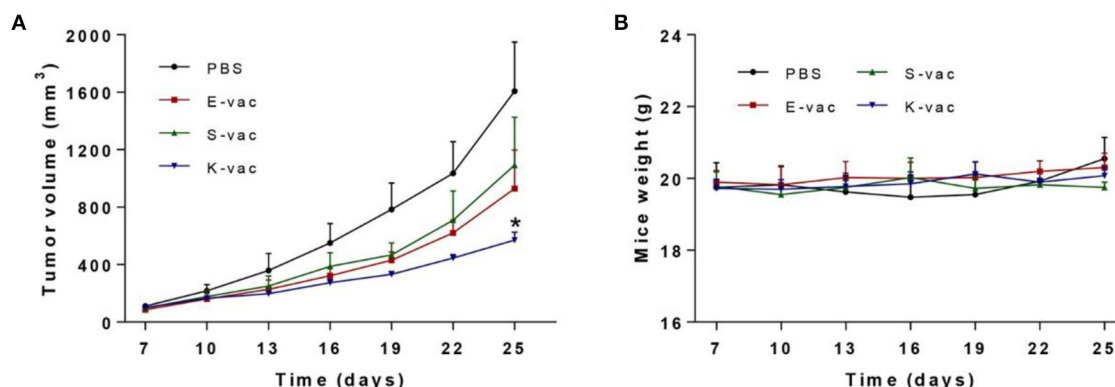 A
Tumor volume (mm³)
2000
1600
1200
800
400
0
PBS
E-vac
S-vac
K-vac
*
7 10 13 16 19 22 25
Time (days)
B
Mice weight (g)
24
22
20
18
16
PBS S-vac
E-vac K-vac
7 10 13 16 19 22 25
Time (days)